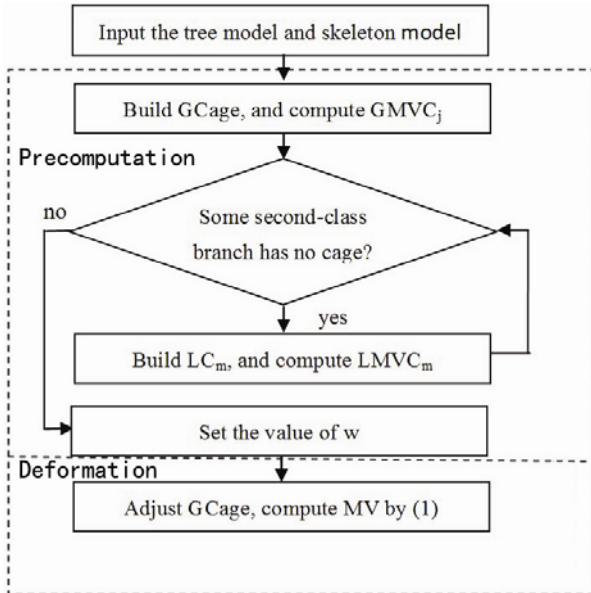 Input the tree model and skeleton model
Build GCage, and compute GMVCj
Precomputation
no
Some second-class
branch has no cage?
yes
Build LCm, and compute LMVCm
Set the value of w
Deformation
Adjust GCage, compute MV by (1)